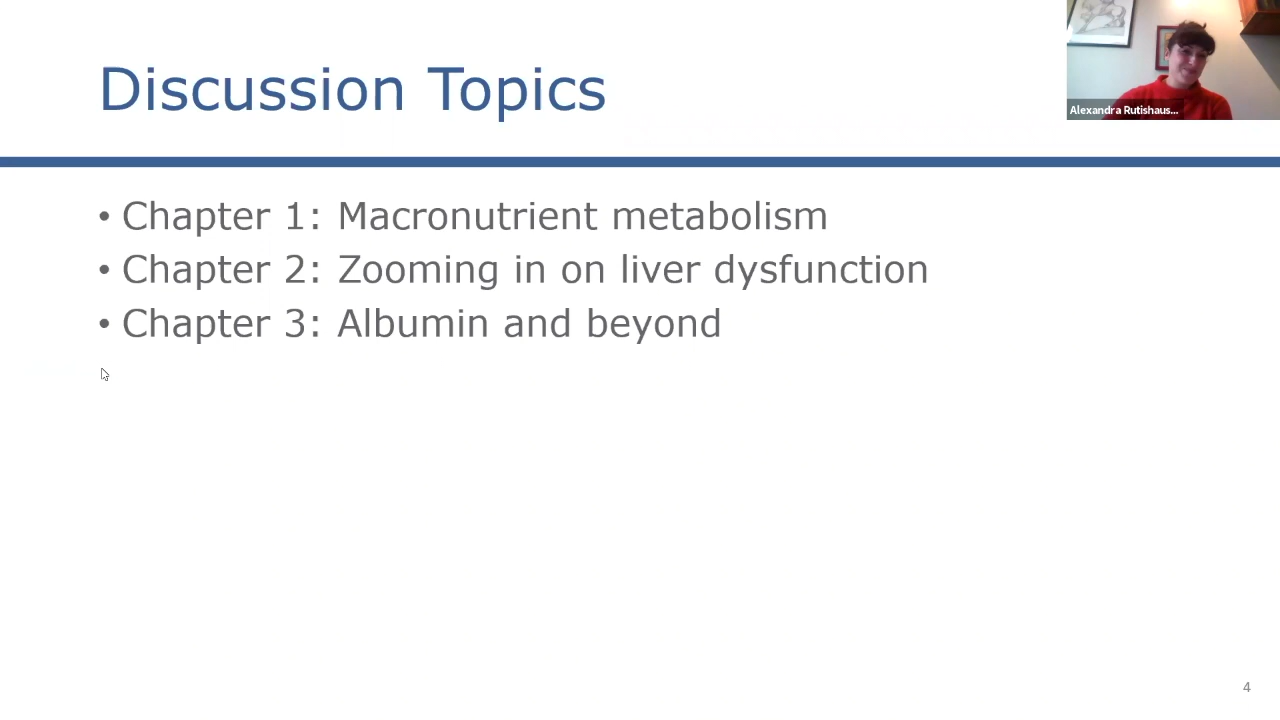 Discussion Topics
Alexandra Rutishaus...
• Chapter 1: Macronutrient metabolism
• Chapter 2: Zooming in on liver dysfunction
• Chapter 3: Albumin and beyond
4